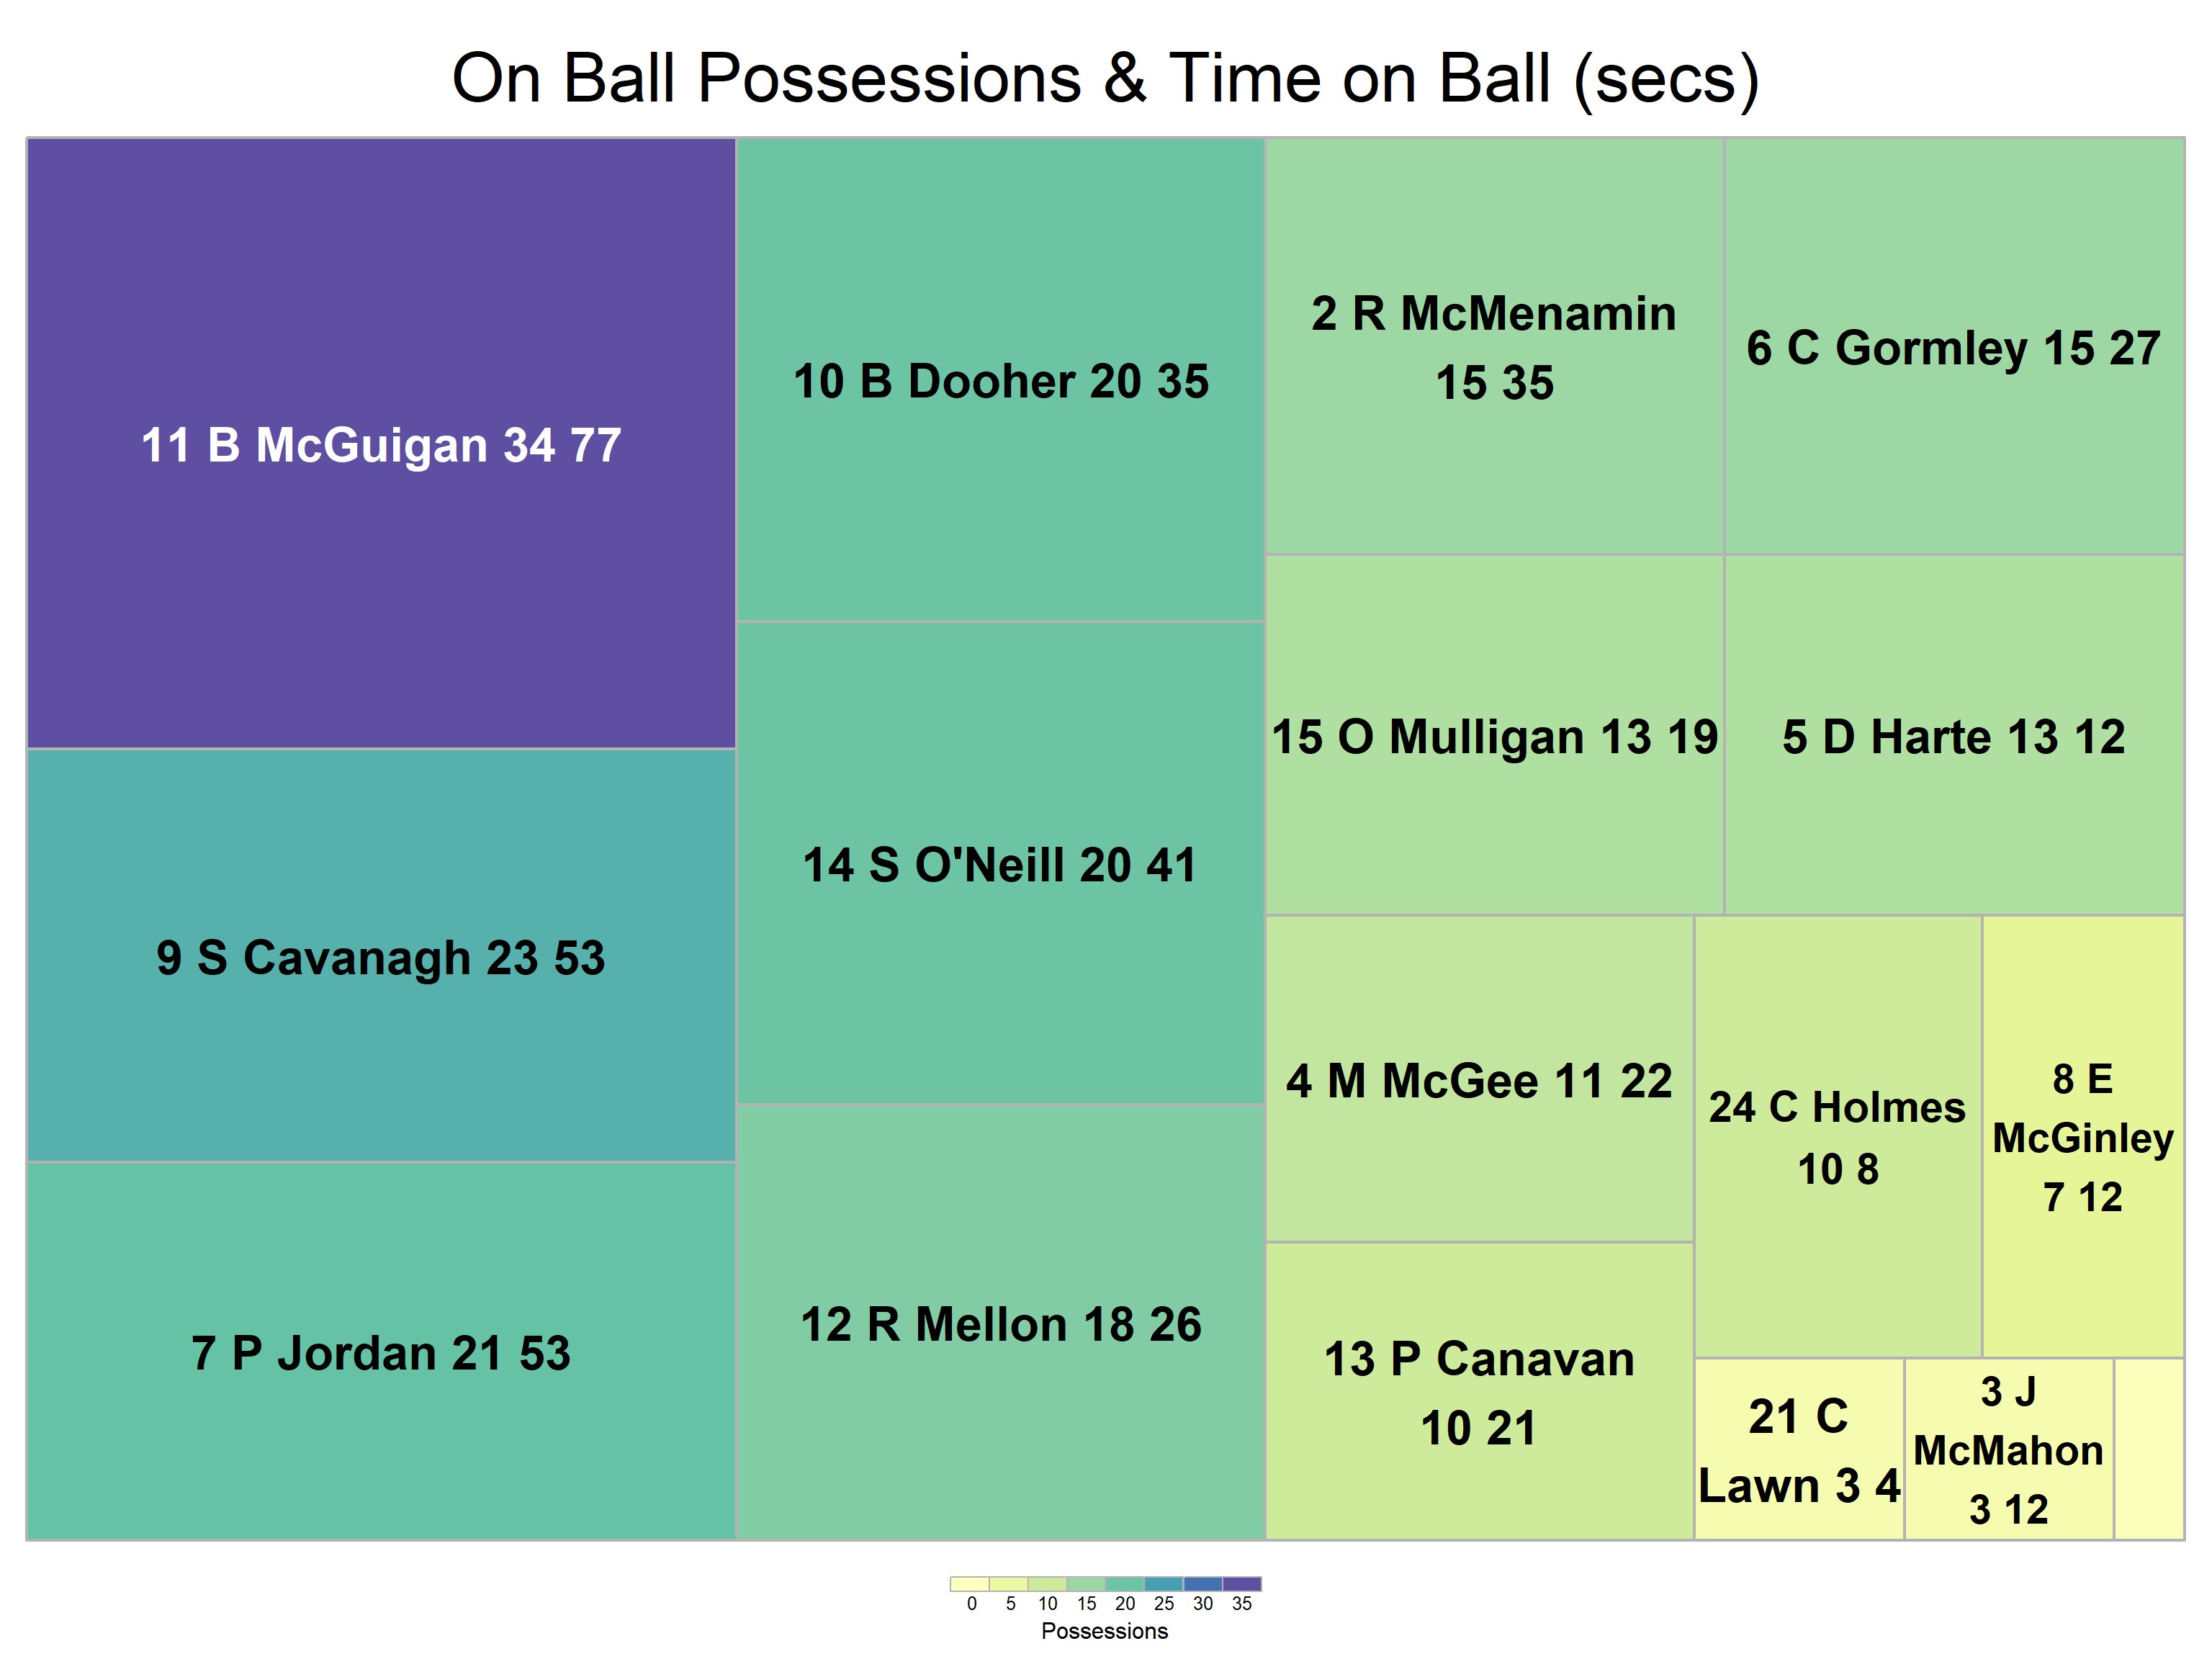 On Ball Possessions & Time on Ball (secs)
11 B McGuigan 34 77
9 S Cavanagh 23 53
7 P Jordan 21 53
10 B Dooher 20 35
14 S O'Neill 20 41
12 R Mellon 18 26
2 R McMenamin
15 35
6 C Gormley 15 27
15 O Mulligan 13 19
5 D Harte 13 12
4 M McGee 11 22
13 P Canavan
10 21
24 C Holmes
10 8
8 E
McGinley
7 12
21 C
Lawn 3 4
3 J
McMahon
3 12
0 5 10 15 20 25 30 35
Possessions